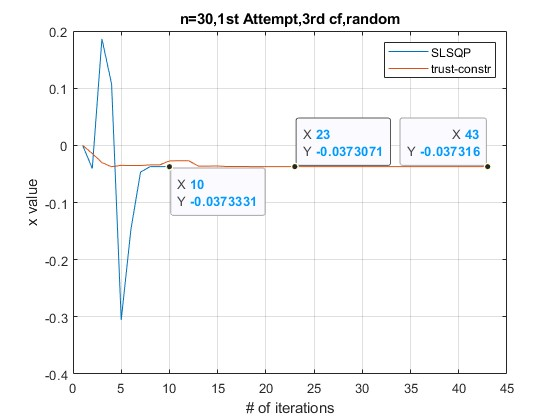 n=30,1st Attempt,3rd cf,random
0.2
SLSQP
trust-constr
0.1
X 23
Y -0.0373071
X 43
Y -0.037316
0
X 10
Y -0.0373331
x value
-0.1
-0.2
-0.3
-0.4
0 5 10 15 20 25 30 35 40 45
# of iterations